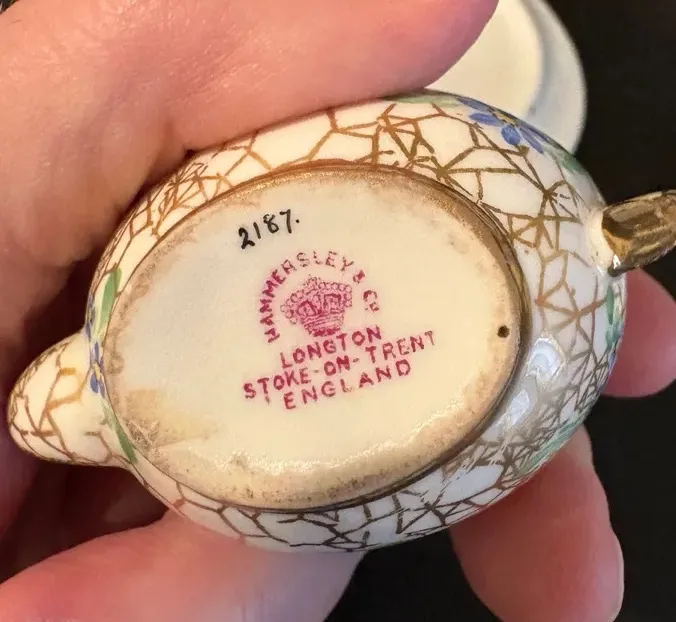 2187.
HAMMERSLEY & Co
LONGTON
STOKE-ON-TRENT
ENGLAND